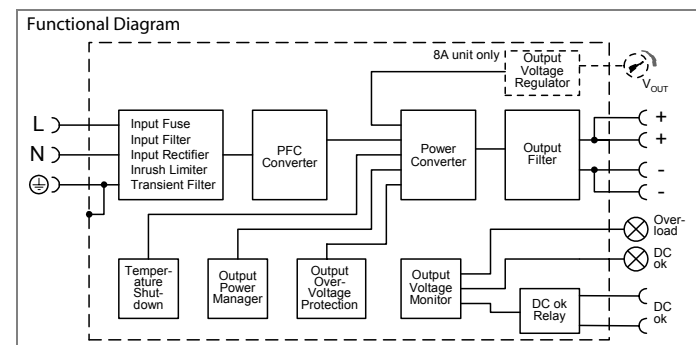 Functional Diagram
8A unit only
Output
Voltage
Regulator
VOUT
L
N
Input Fuse
Input Filter
Input Rectifier
Inrush Limiter
Transient Filter
PFC
Converter
Power
Converter
Output
Filter
+
+
-
-
Over-
load
DC
ok
Temper-
ature
Shut-
down
Output
Power
Manager
Output
Over-
Voltage
Protection
Output
Voltage
Monitor
DC ok
Relay
DC
ok